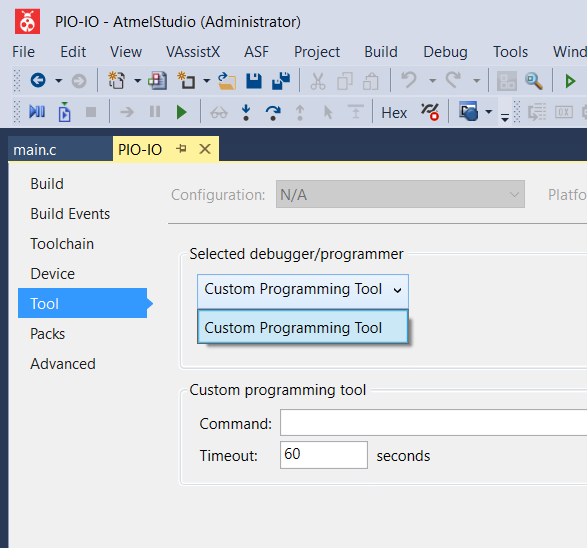 PIO-IO - AtmelStudio (Administrator)
File Edit View VAssistX ASF Project Build Debug Tools Wind
Hex
main.c PIO-IO
Build
Build Events
Toolchain
Device
Tool
Packs
Advanced
Configuration: N/A Platfo
Selected debugger/programmer
Custom Programming Tool
Custom Programming Tool
Custom programming tool
Command:
Timeout: 60 seconds